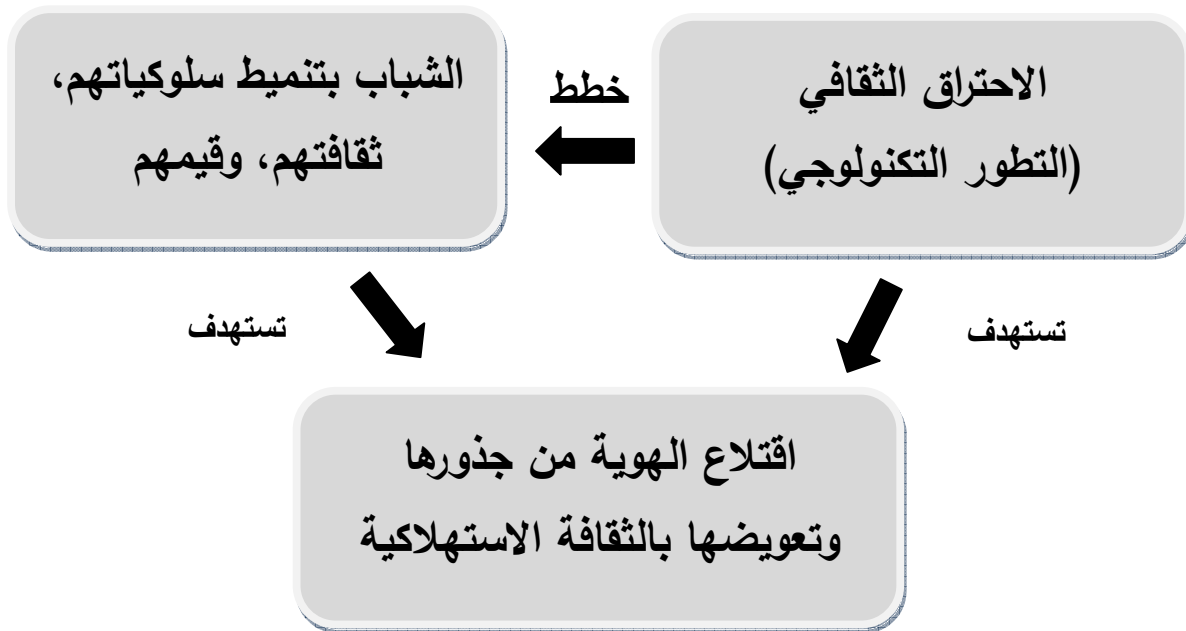 الاحتراق الثقافي
(التطور التكنولوجي)
خطط
الشباب بتنميط سلوكياتهم،
ثقافتهم، وقيمهم
تستهدف
تستهدف
اقتلاع الهوية من جذورها
وتعويضها بالثقافة الاستهلاكية